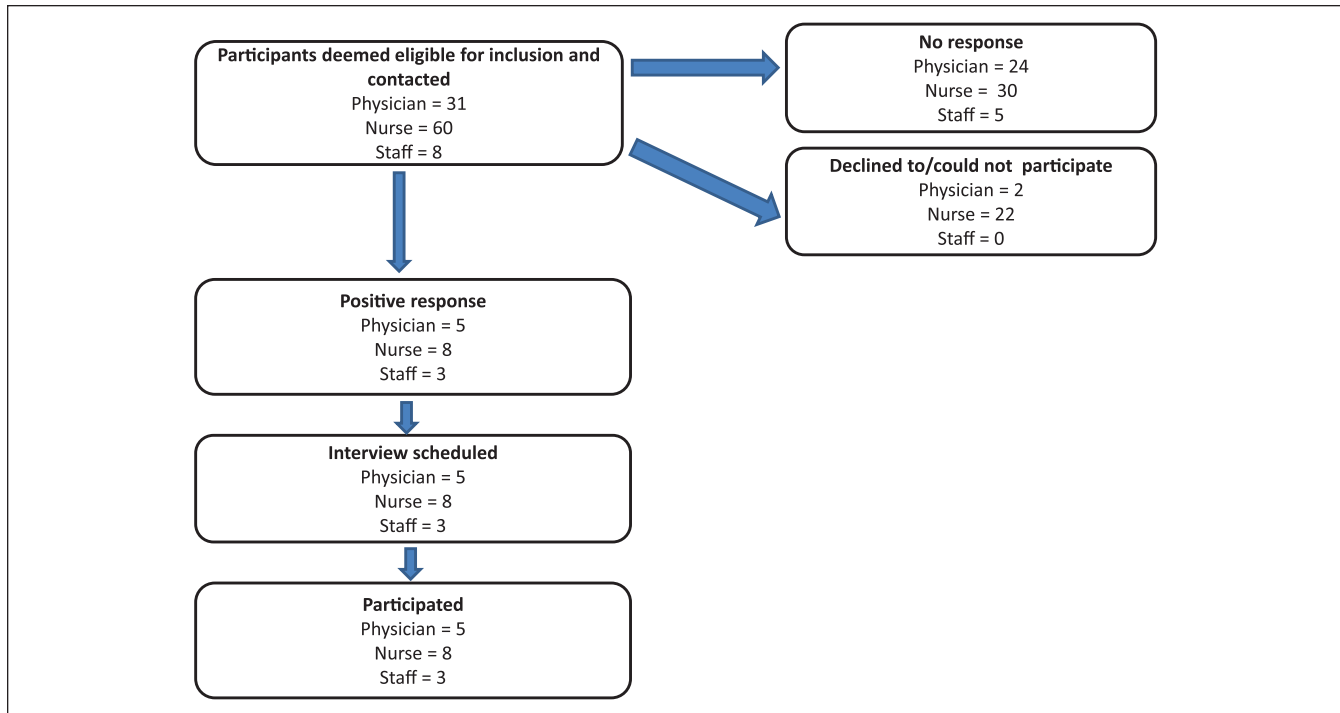 Participants deemed eligible for inclusion and
contacted
Physician = 31
Nurse = 60
Staff = 8
No response
Physician = 24
Nurse = 30
Staff = 5
Declined to/could not participate
Physician = 2
Nurse = 22
Staff = 0
Positive response
Physician = 5
Nurse = 8
Staff = 3
Interview scheduled
Physician = 5
Nurse = 8
Staff = 3
Participated
Physician = 5
Nurse = 8
Staff = 3